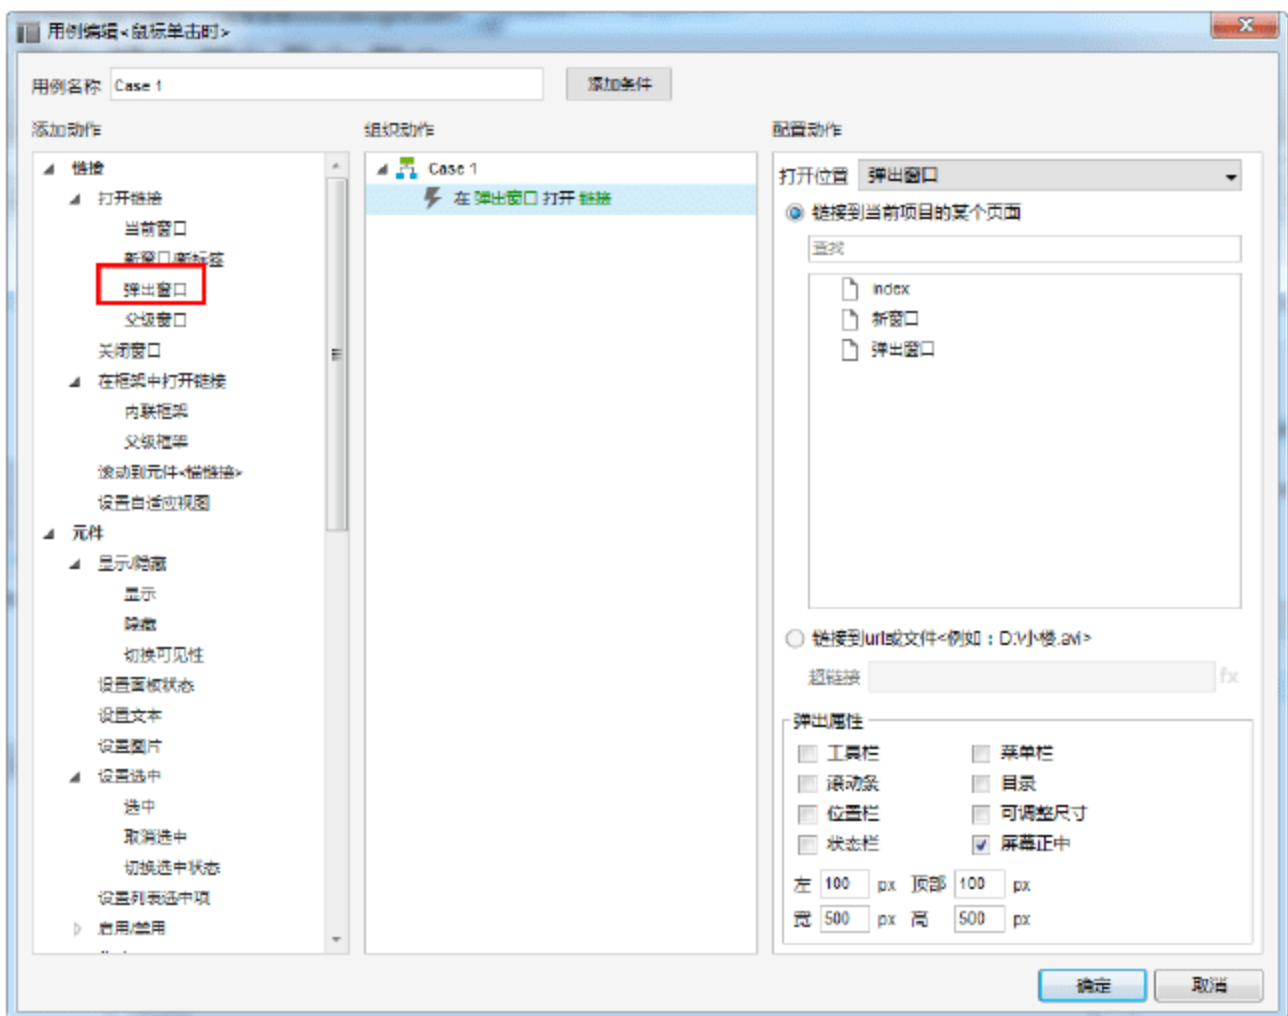 用例编辑<鼠标单击时>
用例名称 Case 1 添加条件
添加动作
链接
打开链接
当前窗口
新窗口/新标签
弹出窗口
父级窗口
关闭窗口
在框架中打开链接
内联框架
父级框架
滚动到元件<锚链接>
设置自适应视图
元件
显示/隐藏
显示
隐藏
切换可见性
设置面板状态
设置文本
设置图片
设置选中
选中
取消选中
切换选中状态
设置列表选中项
启用/禁用
组织动作
Case 1
在 弹出窗口 打开 链接
配置动作
打开位置 弹出窗口
链接到当前项目的某个页面
查找
index
新窗口
弹出窗口
链接到url或文件<例如：D:\小楼.avi>
超链接 fx
弹出属性
工具栏 菜单栏
滚动条 目录
位置栏 可调整尺寸
状态栏 屏幕正中
左 100 px 顶部 100 px
宽 500 px 高 500 px
确定 取消